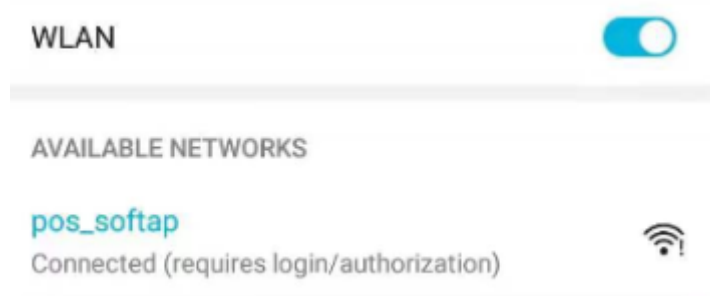 WLAN
AVAILABLE NETWORKS
pos_softap
Connected (requires login/authorization)